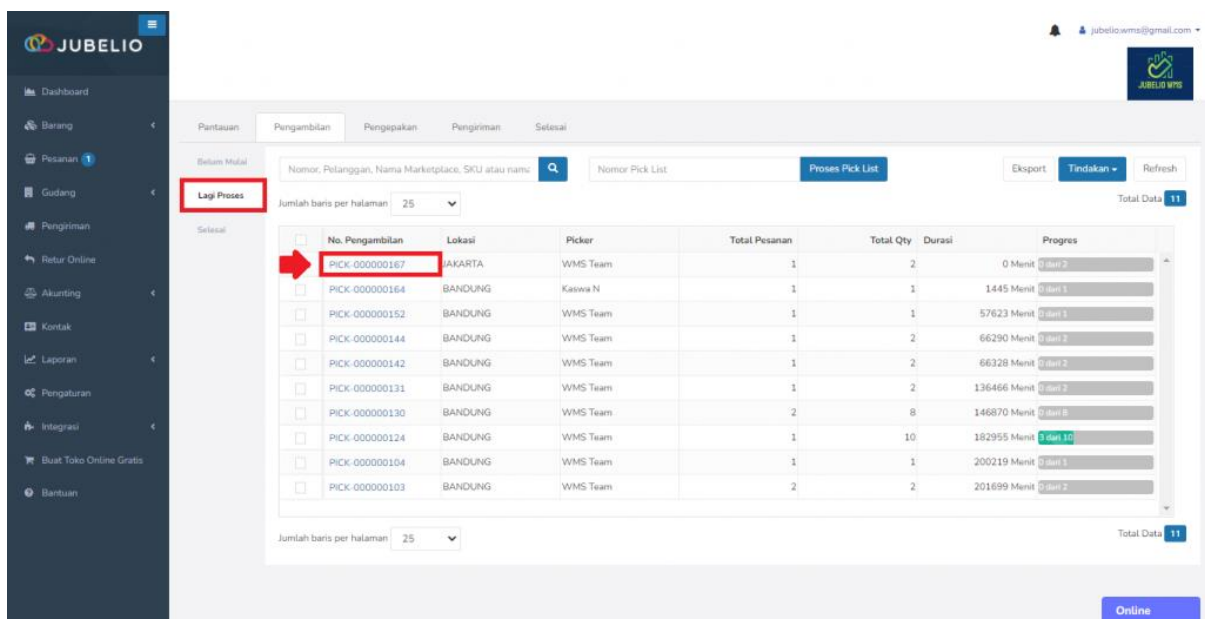 JUBELIO
jubelio.wms@gmail.com
JUBELIO WMS
Dashboard
Barang
Pesanan 1
Gudang
Pengiriman
Retur Online
Akunting
Kontak
Laporan
Pengaturan
Integrasi
Buat Toko Online Gratis
Bantuan
Pantauan Pengambilan Pengepakan Pengiriman Selesai
Belum Mulai
Lagi Proses
Selesai
Nomor, Pelanggan, Nama Marketplace, SKU atau nama Nomor Pick List Proses Pick List Eksport Tindakan Refresh
Jumlah baris per halaman 25 Total Data 11
No. Pengambilan Lokasi Picker Total Pesanan Total Qty Durasi Progres
PICK-000000167 JAKARTA WMS Team 1 2 0 Menit 0 dari 2
PICK-000000164 BANDUNG Kaswa N 1 1 1445 Menit 0 dari 1
PICK-000000152 BANDUNG WMS Team 1 1 57623 Menit 0 dari 1
PICK-000000144 BANDUNG WMS Team 1 2 66290 Menit 0 dari 2
PICK-000000142 BANDUNG WMS Team 1 2 66328 Menit 0 dari 2
PICK-000000131 BANDUNG WMS Team 1 2 136466 Menit 0 dari 2
PICK-000000130 BANDUNG WMS Team 2 8 146870 Menit 0 dari 8
PICK-000000124 BANDUNG WMS Team 1 10 182955 Menit 3 dari 10
PICK-000000104 BANDUNG WMS Team 1 1 200219 Menit 0 dari 1
PICK-000000103 BANDUNG WMS Team 2 2 201699 Menit 0 dari 2
Jumlah baris per halaman 25 Total Data 11
Online